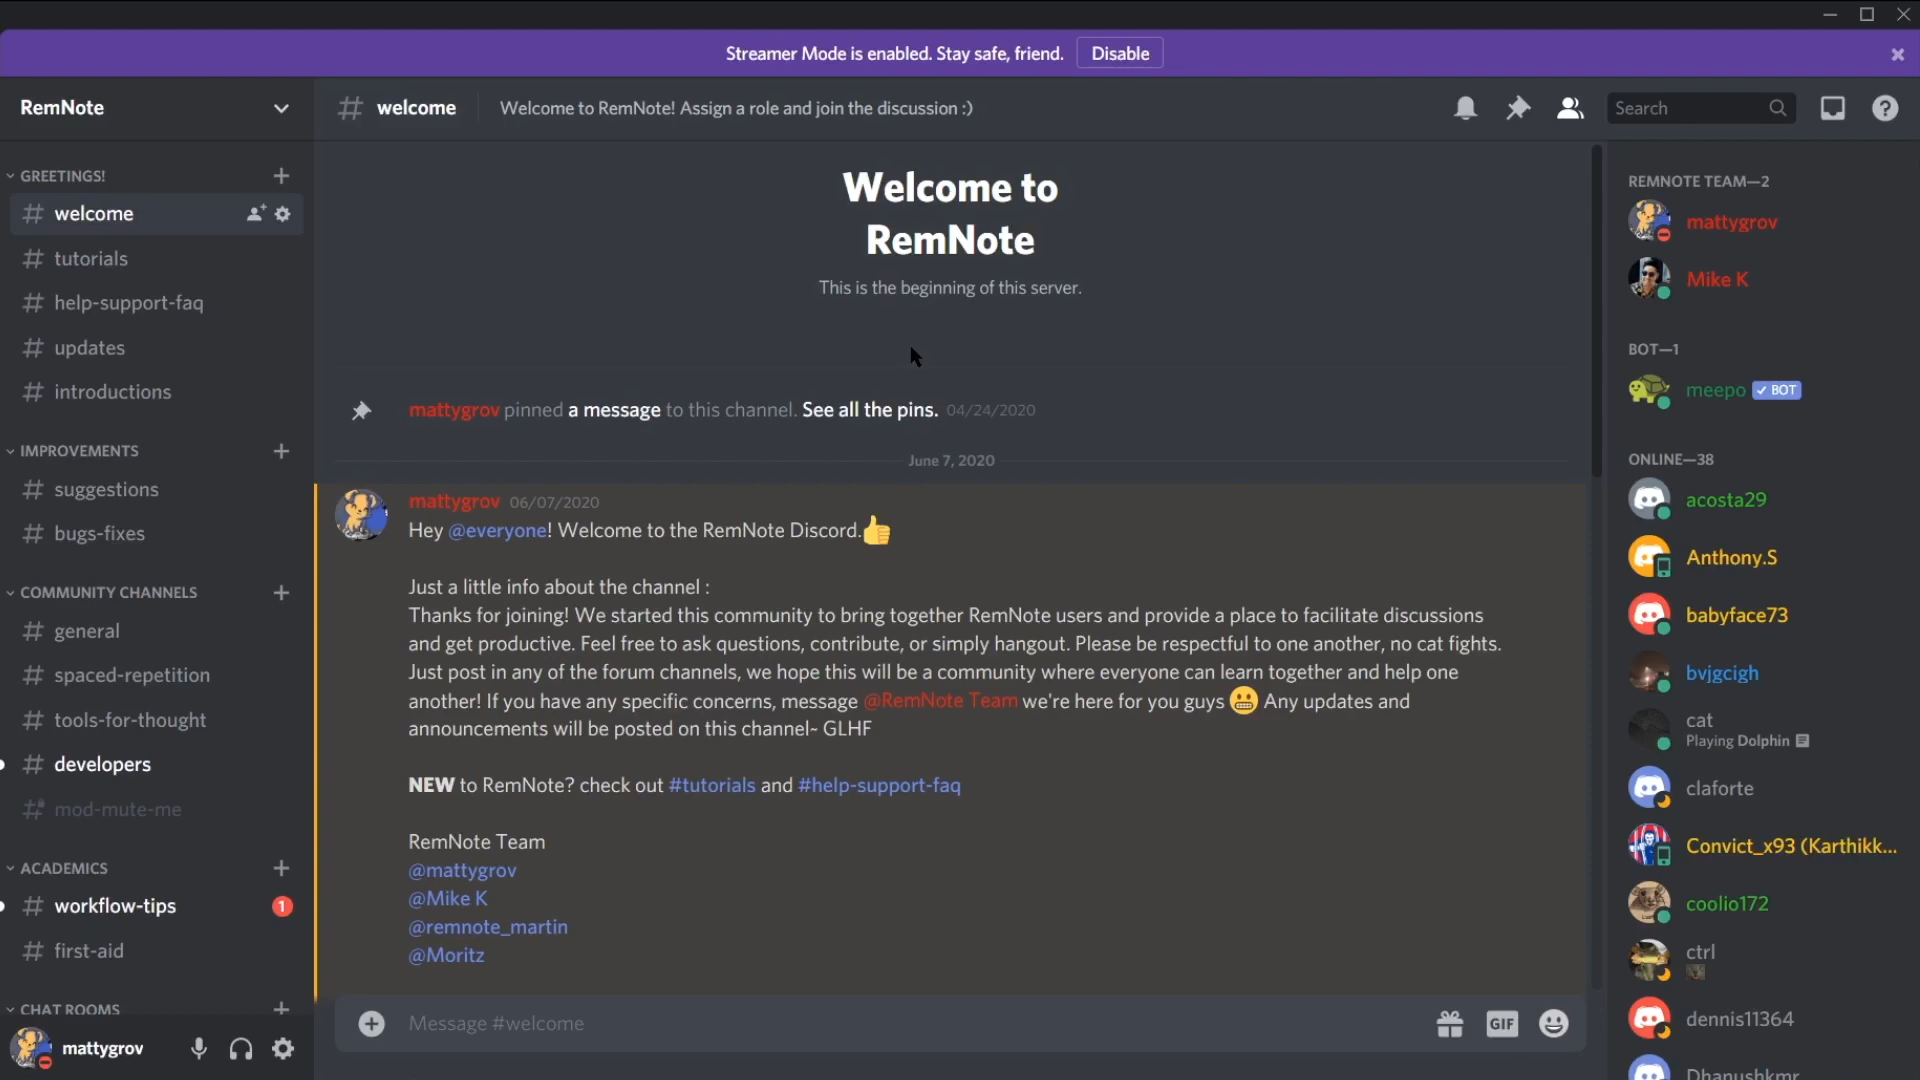 Streamer Mode is enabled. Stay safe, friend. Disable
RemNote
# welcome Welcome to RemNote! Assign a role and join the discussion :)
Search
GREETINGS!
# welcome
# tutorials
# help-support-faq
# updates
# introductions
IMPROVEMENTS
# suggestions
# bugs-fixes
COMMUNITY CHANNELS
# general
# spaced-repetition
# tools-for-thought
# developers
# mod-mute-me
ACADEMICS
# workflow-tips 1
# first-aid
CHAT ROOMS
mattygrov
Welcome to
RemNote
This is the beginning of this server.
mattygrov pinned a message to this channel. See all the pins. 04/24/2020
June 7, 2020
mattygrov 06/07/2020
Hey @everyone! Welcome to the RemNote Discord.👍
Just a little info about the channel :
Thanks for joining! We started this community to bring together RemNote users and provide a place to facilitate discussions
and get productive. Feel free to ask questions, contribute, or simply hangout. Please be respectful to one another, no cat fights.
Just post in any of the forum channels, we hope this will be a community where everyone can learn together and help one
another! If you have any specific concerns, message @RemNote Team we're here for you guys 😬 Any updates and
announcements will be posted on this channel~ GLHF
NEW to RemNote? check out #tutorials and #help-support-faq
RemNote Team
@mattygrov
@Mike K
@remnote_martin
@Moritz
Message #welcome
GIF
REMNOTE TEAM—2
mattygrov
Mike K
BOT—1
meepo ✓ BOT
ONLINE—38
acosta29
Anthony.S
babyface73
bvjgcigh
cat
Playing Dolphin
claforte
Convict_x93 (Karthikk...
coolio172
ctrl
dennis11364
Dhanushkmr